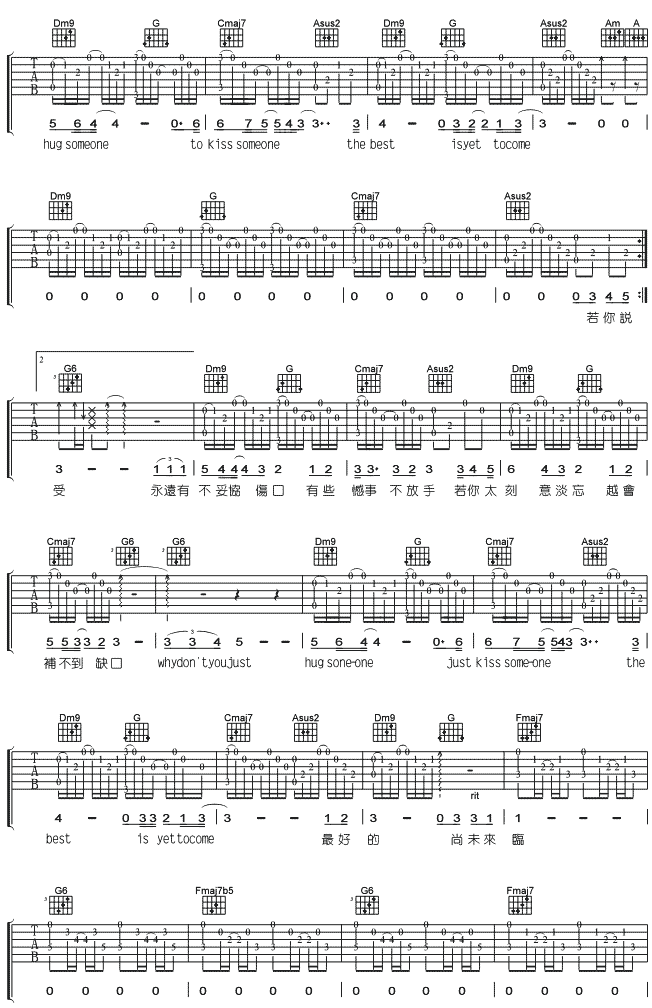 Dm9 G Cmaj7 Asus2 Dm9 G Asus2 Am A
5 6 4 4 - 0· 6 6 7 5 5 4 3 3·· 3 4 - 0 3 2 2 1 3 3 - 0 0
hug someone to kiss someone the best isyet tocome
Dm9 G Cmaj7 Asus2
0 0 0 0 0 0 0 0 0 0 0 0 0 0 0 3 4 5
若你説
2
G6 Dm9 G Cmaj7 Asus2 Dm9 G
3 - - 1 1 1 5 4 4 4 3 2 1 2 3 3· 3 2 3 3 4 5 6 4 3 2 1 2
受 永遠有 不妥協 傷口 有些 憾事 不放手 若你太 刻 意淡忘 越會
Cmaj7 G6 G6 Dm9 G Cmaj7 Asus2
5 5 3 3 2 3 - 3 3 4 5 - - 5 6 4 4 - 0· 6 6 7 5 5 4 3 3·· 3
補不到 缺口 whydon'tyoujust hug sone-one just kiss some-one the
Dm9 G Cmaj7 Asus2 Dm9 G Fmaj7
rit
4 - 0 3 3 2 1 3 3 - 1 2 3 - 0 3 3 1 1 - - -
best is yettocome 最好 的 尚未來 臨
G6 Fmaj7b5 G6 Fmaj7
0 0 0 0 0 0 0 0 0 0 0 0 0 0 0 0